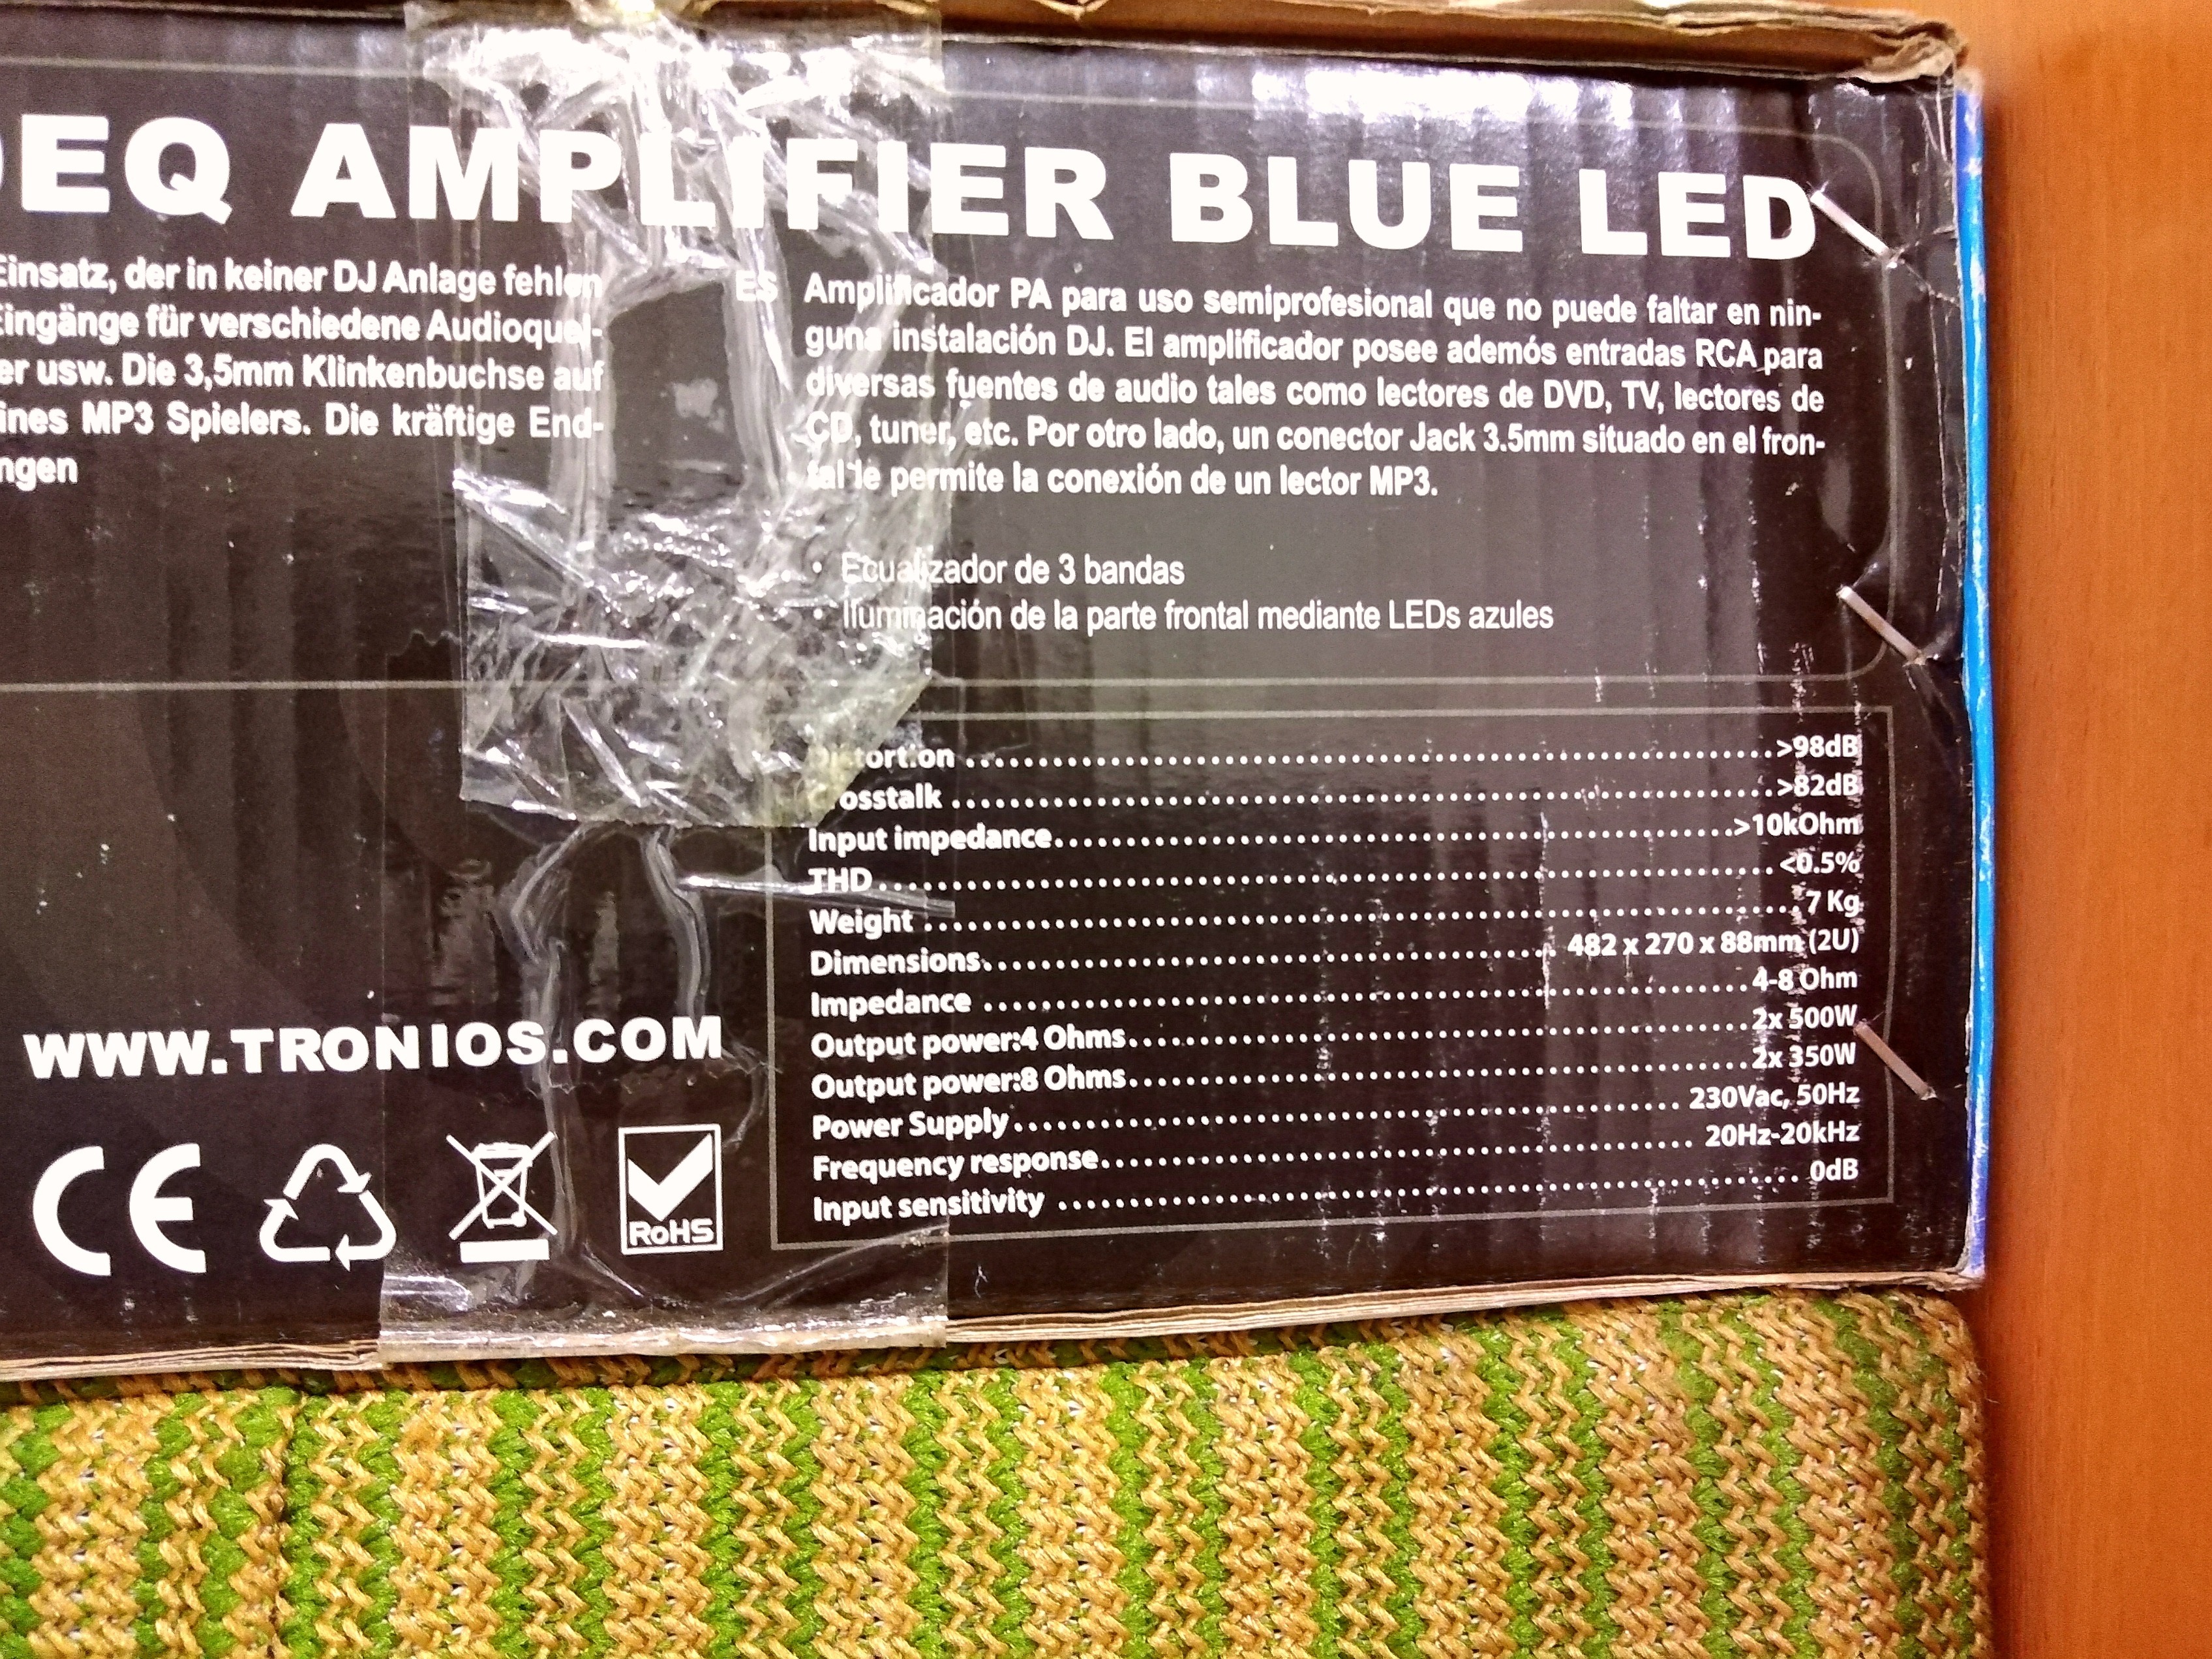 EQ AMPLIFIER BLUE LED
Einsatz, der in keiner DJ Anlage fehlen
Eingänge für verschiedene Audioquel-
er usw. Die 3,5mm Klinkenbuchse auf
ines MP3 Spielers. Die kräftige End-
ngen
ES Amplificador PA para uso semiprofesional que no puede faltar en nin-
guna instalación DJ. El amplificador posee ademós entradas RCA para
diversas fuentes de audio tales como lectores de DVD, TV, lectores de
CD, tuner, etc. Por otro lado, un conector Jack 3.5mm situado en el fron-
tal le permite la conexión de un lector MP3.
• Ecualizador de 3 bandas
• Iluminación de la parte frontal mediante LEDs azules
Distortion >98dB
Crosstalk >82dB
Input impedance >10kOhm
THD <0.5%
Weight 7 Kg
Dimensions 482 x 270 x 88mm (2U)
Impedance 4-8 Ohm
Output power:4 Ohms 2x 500W
Output power:8 Ohms 2x 350W
Power Supply 230Vac, 50Hz
Frequency response 20Hz-20kHz
Input sensitivity 0dB
WWW.TRONIOS.COM
CE
RoHS